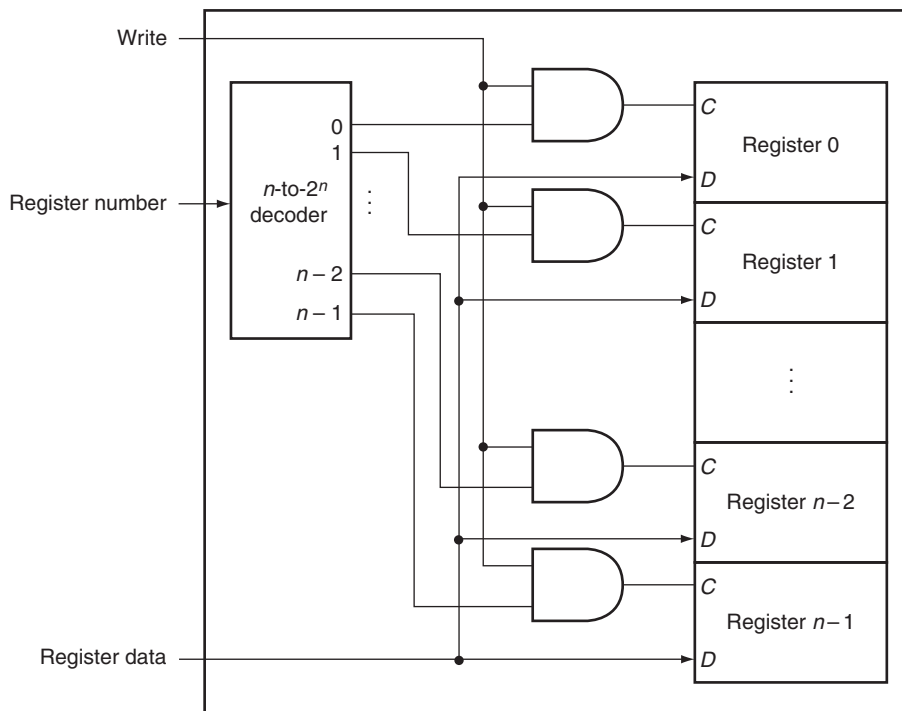 Write
C
0
Register 0
1
n-to-2ⁿ
decoder
⋮
D
Register number
C
Register 1
n – 2
D
n – 1
⋮
C
Register n – 2
D
C
Register n – 1
Register data
D